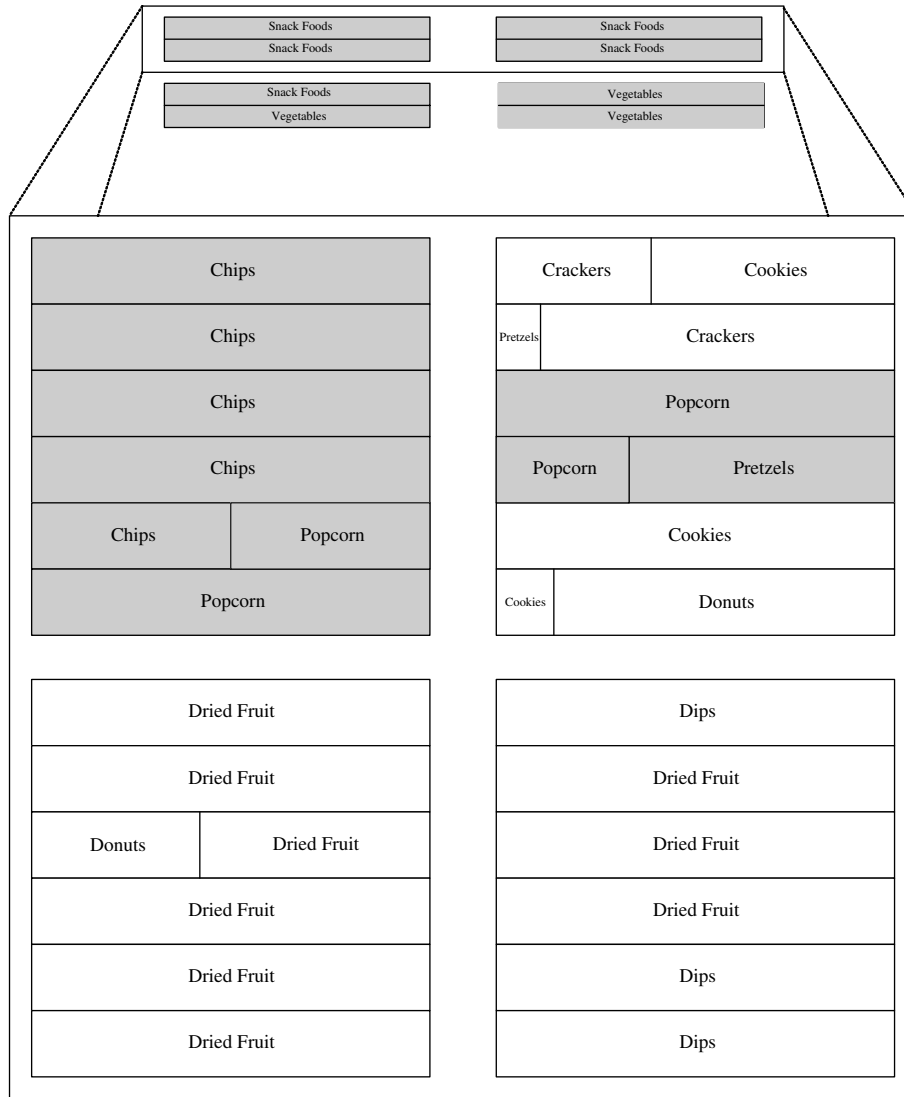 Snack Foods
Snack Foods
Snack Foods
Snack Foods
Snack Foods
Vegetables
Vegetables
Vegetables
Chips
Chips
Chips
Chips
Chips Popcorn
Popcorn
Crackers Cookies
Pretzels Crackers
Popcorn
Popcorn Pretzels
Cookies
Cookies Donuts
Dried Fruit
Dried Fruit
Donuts Dried Fruit
Dried Fruit
Dried Fruit
Dried Fruit
Dips
Dried Fruit
Dried Fruit
Dried Fruit
Dips
Dips